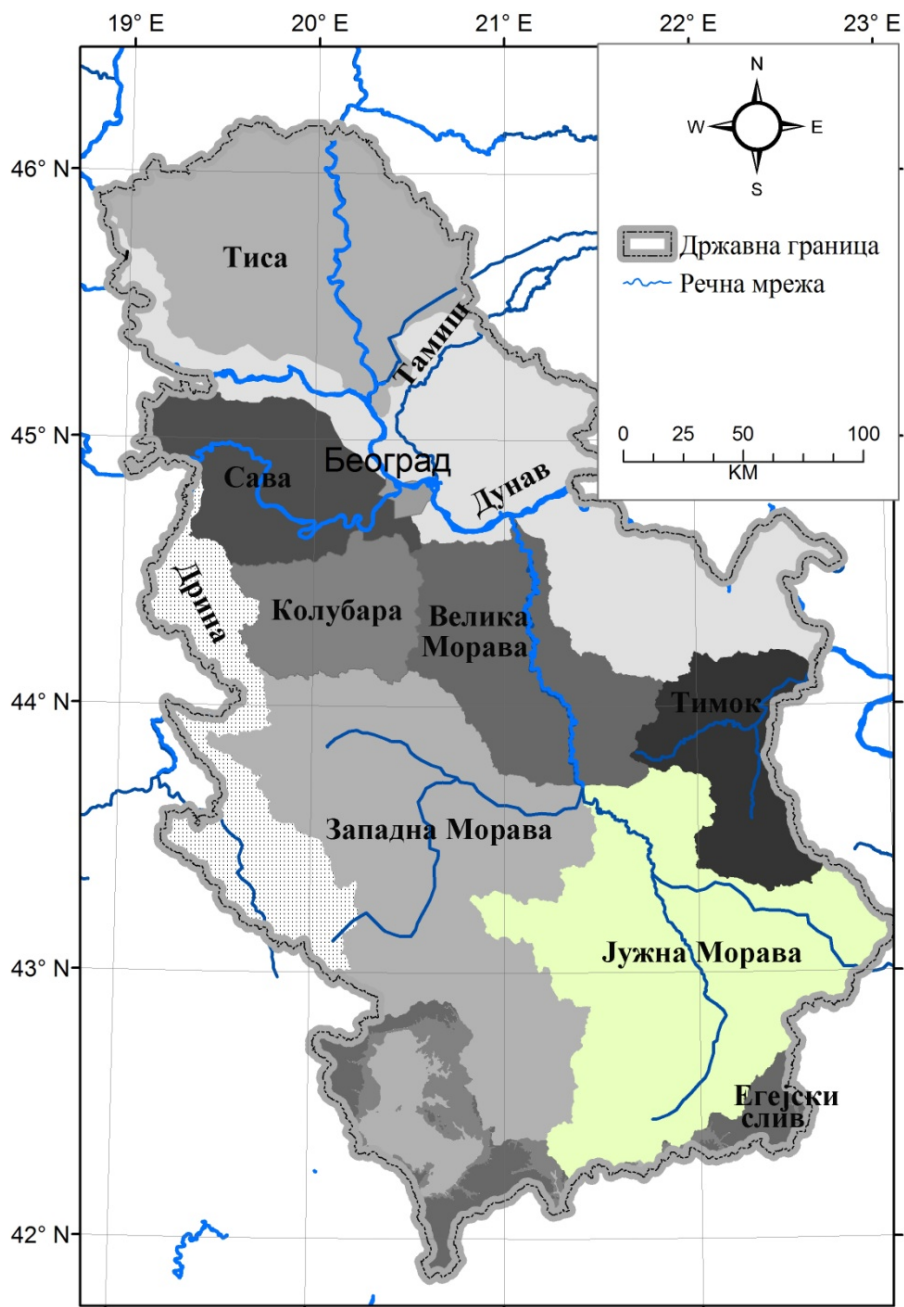 19° E 20° E 21° E 22° E 23° E
N
W E
S
46° N
Државна граница
Речна мрежа
Тиса
Тамиш
45° N
0 25 50 100
KM
Београд
Сава
Дунав
Дрина
Колубара
Велика
Морава
44° N
Тимок
Западна Морава
Јужна Морава
43° N
Егејски
слив
42° N